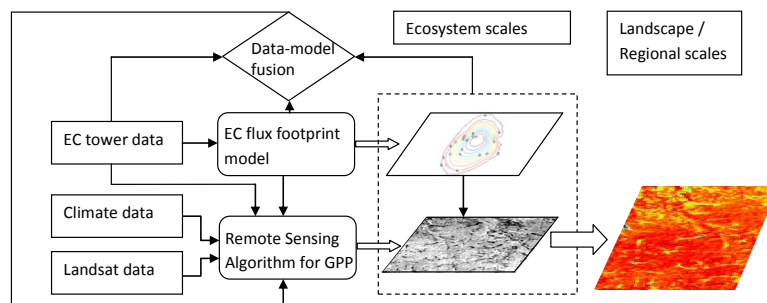 Data-model
fusion
Ecosystem scales
Landscape /
Regional scales
EC tower data
EC flux footprint
model
Climate data
Landsat data
Remote Sensing
Algorithm for GPP